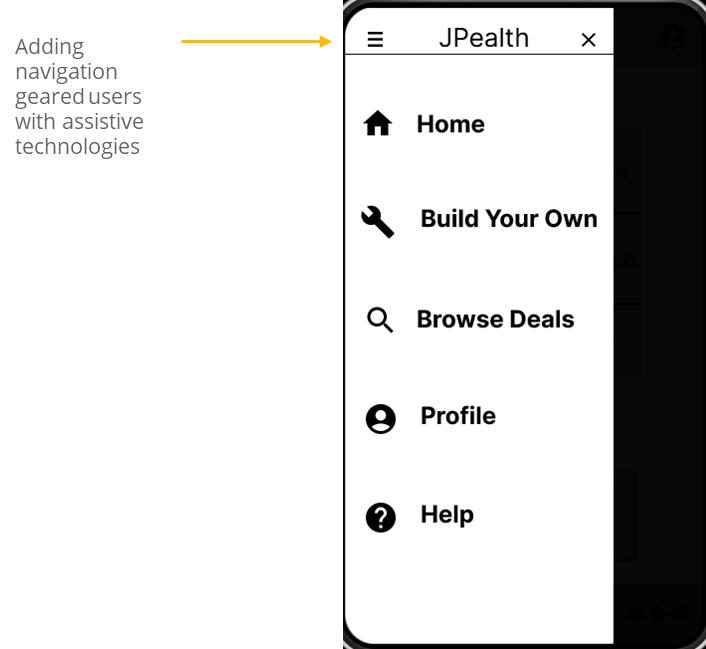 Adding
navigation
geared users
with assistive
technologies
JPealth
Home
Build Your Own
Browse Deals
Profile
Help